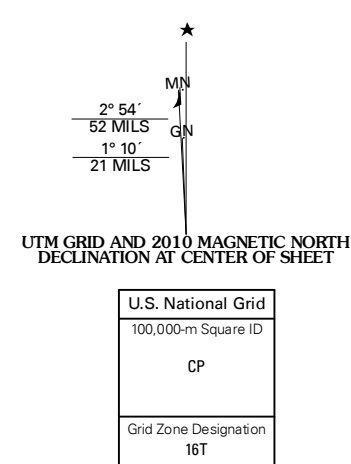 ★
MN
2° 54´
52 MILS
GN
1° 10´
21 MILS
UTM GRID AND 2010 MAGNETIC NORTH
DECLINATION AT CENTER OF SHEET
U.S. National Grid
100,000-m Square ID
CP
Grid Zone Designation
16T